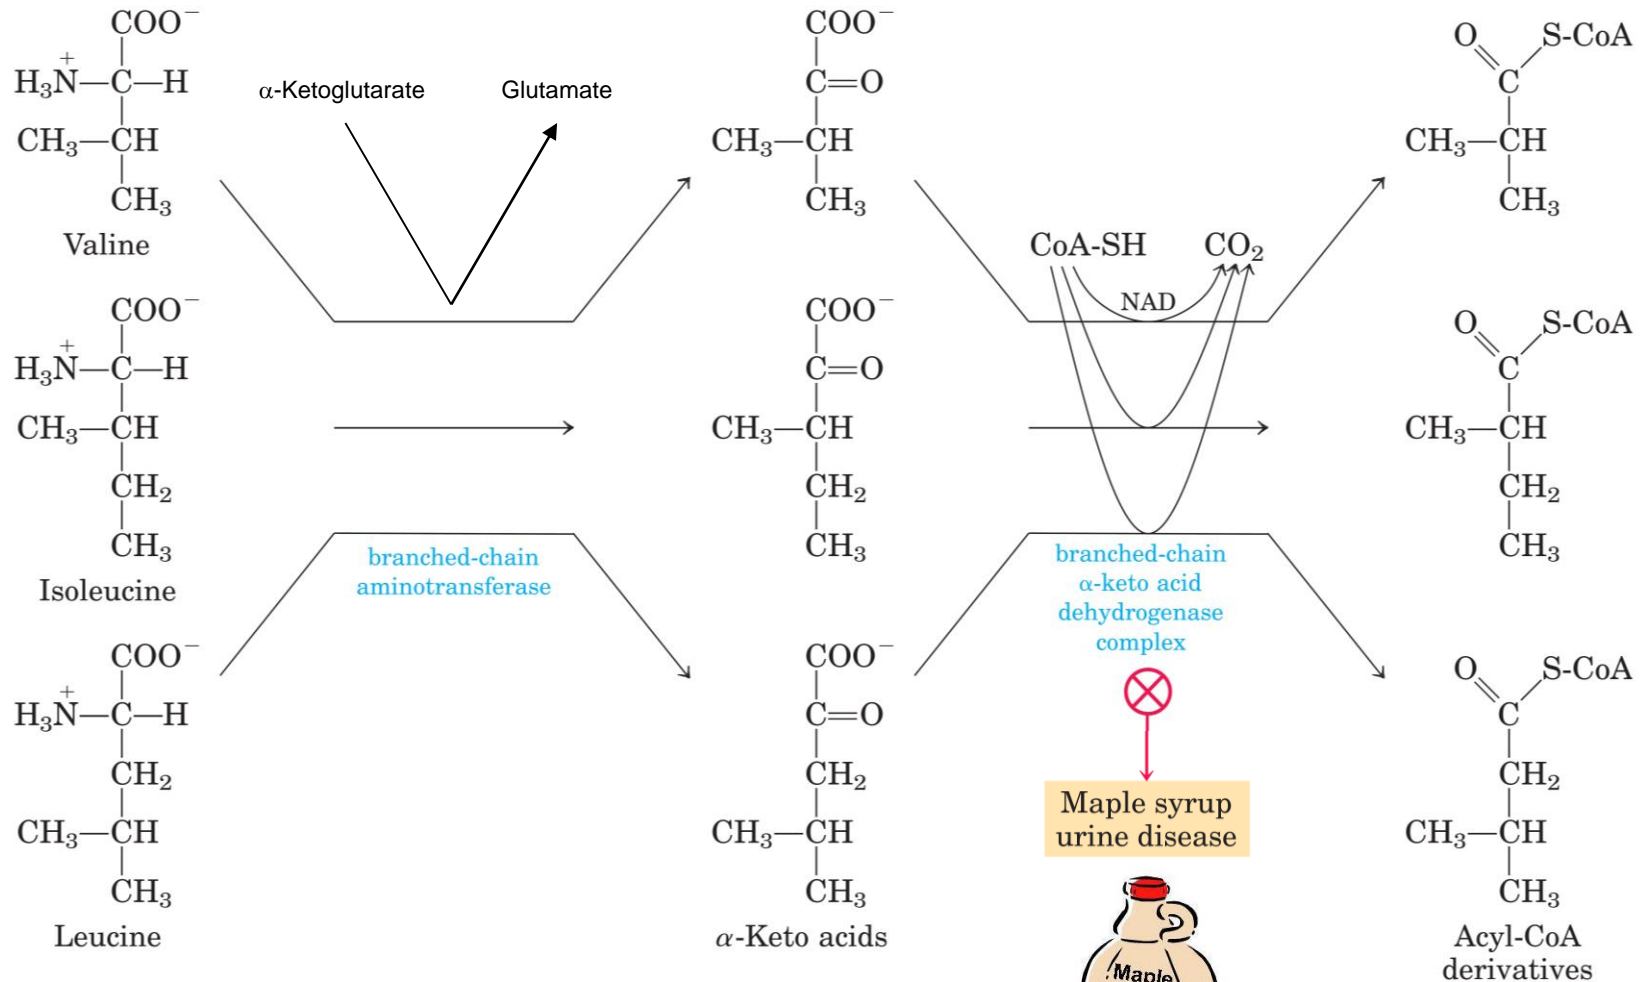 COO⁻
H₃N⁺—C—H
CH₃—CH
CH₃
Valine
α-Ketoglutarate
Glutamate
COO⁻
C=O
CH₃—CH
CH₃
CoA-SH
CO₂
NAD
O
S-CoA
C
CH₃—CH
CH₃
COO⁻
H₃N⁺—C—H
CH₃—CH
CH₂
CH₃
Isoleucine
branched-chain
aminotransferase
COO⁻
C=O
CH₃—CH
CH₂
CH₃
branched-chain
α-keto acid
dehydrogenase
complex
O
S-CoA
C
CH₃—CH
CH₂
CH₃
COO⁻
H₃N⁺—C—H
CH₂
CH₃—CH
CH₃
Leucine
COO⁻
C=O
CH₂
CH₃—CH
CH₃
α-Keto acids
Maple syrup
urine disease
Maple
O
S-CoA
C
CH₂
CH₃—CH
CH₃
Acyl-CoA
derivatives